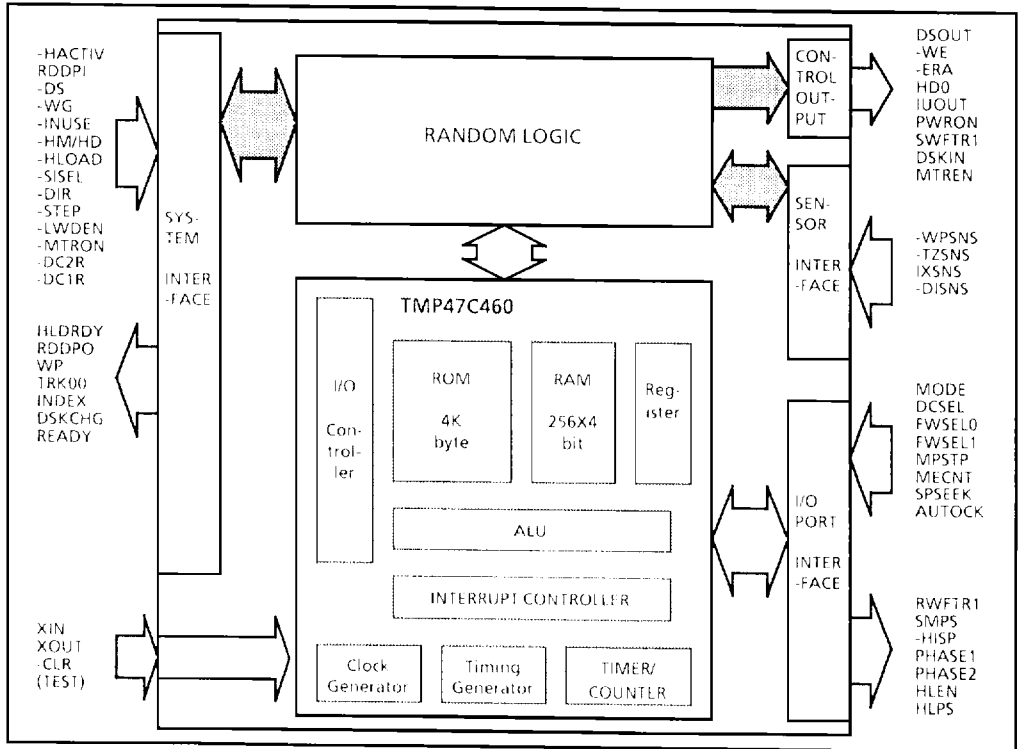 -HACTIV
RDDPI
-DS
-WG
-INUSE
-HM/HD
-HLOAD
-SISEL
-DIR
-STEP
-LWDEN
-MTRON
-DC2R
-DC1R
HLDRDY
RDDPO
WP
TRK00
INDEX
DSKCHG
READY
XIN
XOUT
-CLR
(TEST)
SYS-
TEM
INTER
-FACE
RANDOM LOGIC
TMP47C460
I/O
Con-
trol-
ler
ROM
4K
byte
RAM
256X4
bit
Reg-
ister
ALU
INTERRUPT CONTROLLER
Clock
Generator
Timing
Generator
TIMER/
COUNTER
CON-
TROL
OUT-
PUT
SEN-
SOR
INTER
-FACE
I/O
PORT
INTER
-FACE
DSOUT
-WE
-ERA
HD0
IUOUT
PWRON
SWFTR1
DSKIN
MTREN
-WPSNS
-TZSNS
IXSNS
-DISNS
MODE
DCSEL
FWSEL0
FWSEL1
MPSTP
MECNT
SPSEEK
AUTOCK
RWFTR1
SMPS
-HISP
PHASE1
PHASE2
HLEN
HLPS